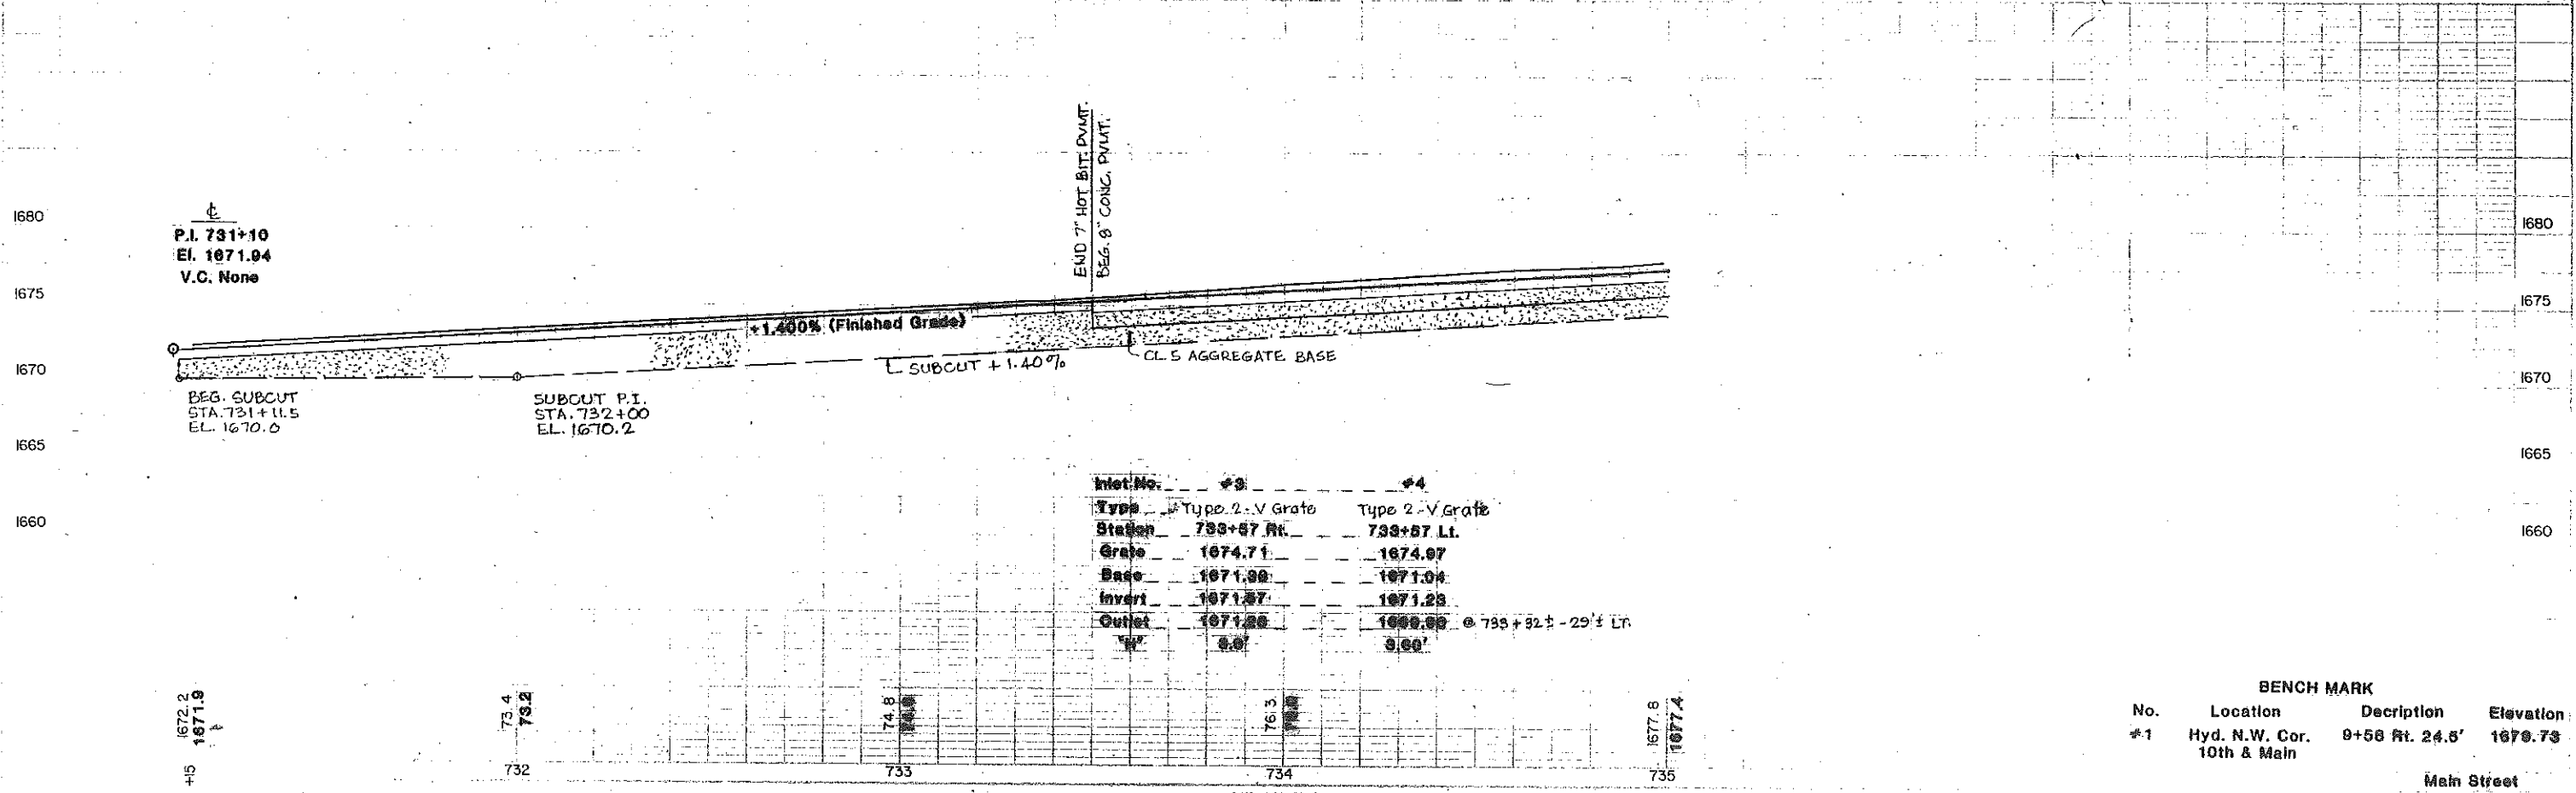 END 7" HOT BIT. PVMT.
BEG. 8" CONC. PVMT.
1680
℄
P.I. 731+10
El. 1671.94
V.C. None
1680
1675
1675
+1.400% (Finished Grade)
1670
SUBCUT + 1.40%
CL 5 AGGREGATE BASE
1670
BEG. SUBCUT
STA. 731+11.5
EL. 1670.0
SUBCUT P.I.
STA. 732+00
EL. 1670.2
1665
1665
1660
1660
Inlet No. #3 #4
Type Type 2-V Grate Type 2-V Grate
Station 733+57 Rt. 733+57 Lt.
Grate 1674.71 1674.97
Base 1671.04
Invert 1671.23
Outlet @ 733+32± - 29'± LT.
"H" 3.60'
1672.2
1671.9
73.4
73.2
74.8
76.3
1677.8
1677.4
+15
732
733
734
735
BENCH MARK
No. Location Decription Elevation
#1 Hyd. N.W. Cor. 9+56 Rt. 24.5' 1679.73
10th & Main
Main Street